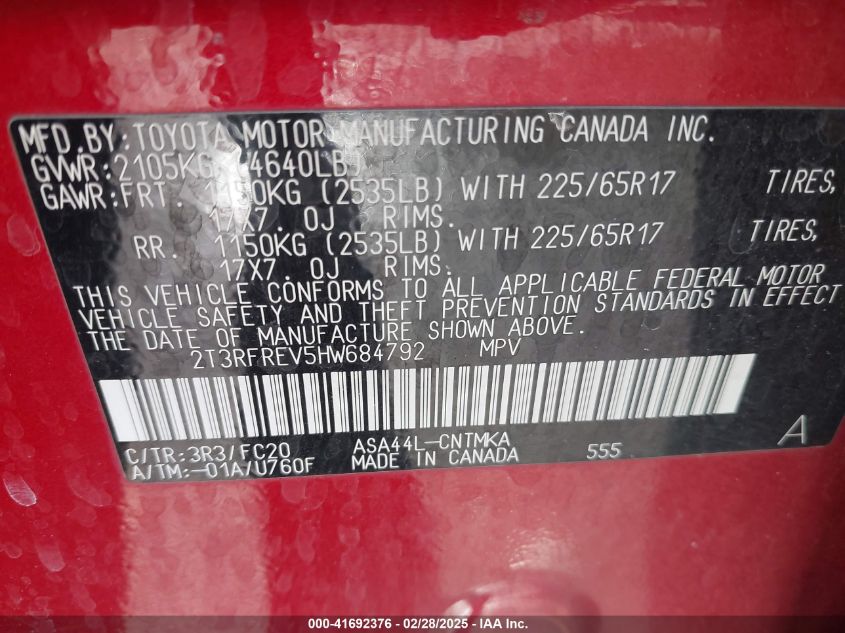 MFD.BY:TOYOTA MOTOR MANUFACTURING CANADA INC.
GVWR:2105KG (4640LB)
GAWR:FRT. 1150KG (2535LB) WITH 225/65R17 TIRES,
17X7.0J RIMS.
RR. 1150KG (2535LB) WITH 225/65R17 TIRES,
17X7.0J RIMS.
THIS VEHICLE CONFORMS TO ALL APPLICABLE FEDERAL MOTOR
VEHICLE SAFETY AND THEFT PREVENTION STANDARDS IN EFFECT
THE DATE OF MANUFACTURE SHOWN ABOVE.
2T3RFREV5HW684792 MPV
C/TR:3R3/FC20 ASA44L-CNTMKA
A/TM:-01A/U760F MADE IN CANADA 555 A
000-41692376 | 02/28/2025 | IAA Inc.